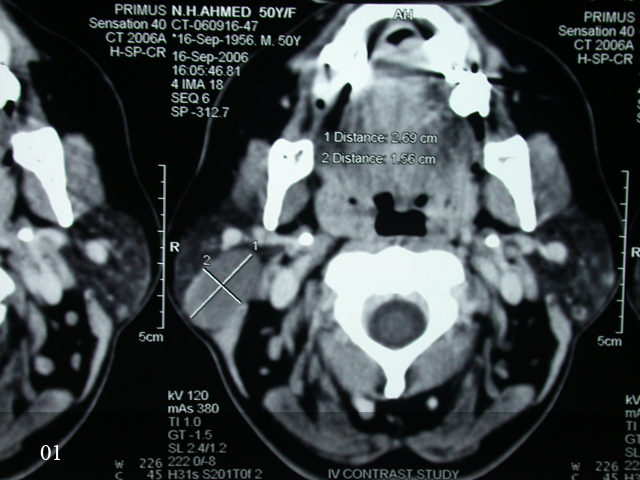 PRIMUS
Sensation 40
CT 2006A
H-SP-CR
N.H.AHMED 50Y/F
CT-060916-47
*16-Sep-1956, M, 50Y
16-Sep-2006
16:05:46.81
4 IMA 18
SEQ 6
SP -312.7
AH
PRIMUS
Sensation 40
CT 2006A
H-SP-CR
1 Distance: 2.69 cm
2 Distance: 1.56 cm
R
2
1
R
5cm
5cm
kV 120
mAs 380
TI 1.0
GT -1.5
SL 2.4/1.2
222 0/-8
H31s S201T0f 2
W 226
C 45
IV CONTRAST STUDY
W 226
C 45
01